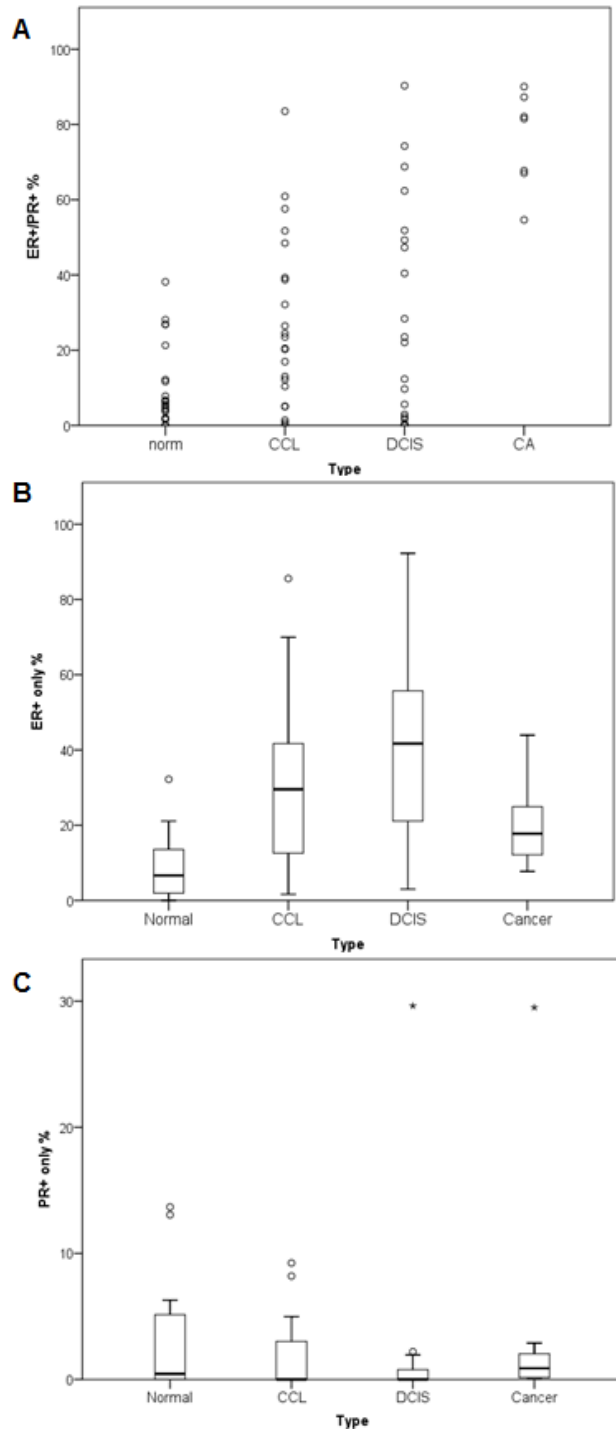 A
ER+/PR+ %
100
80
60
40
20
0
norm CCL DCIS CA
Type
B
ER+ only %
100
80
60
40
20
0
Normal CCL DCIS Cancer
Type
C
PR+ only %
30
20
10
0
Normal CCL DCIS Cancer
Type